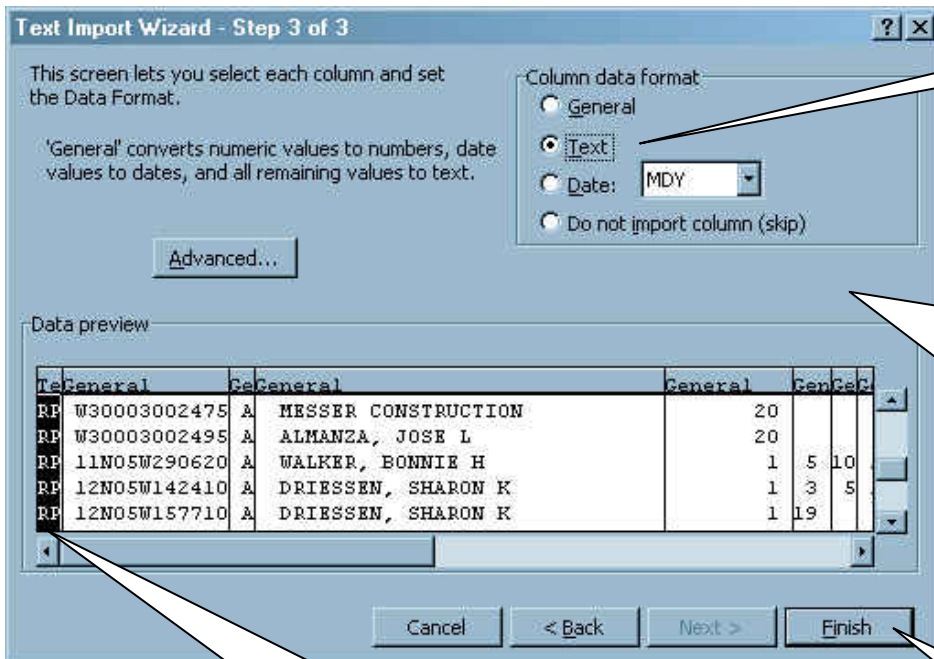 Text Import Wizard - Step 3 of 3
This screen lets you select each column and set
the Data Format.
'General' converts numeric values to numbers, date
values to dates, and all remaining values to text.
Advanced...
Column data format
General
Text
Date: MDY
Do not import column (skip)
Data preview
Te General Ge General General Gen Ge G
RP W30003002475 A MESSER CONSTRUCTION 20
RP W30003002495 A ALMANZA, JOSE L 20
RP 11N05W290620 A WALKER, BONNIE H 1 5 10
RP 12N05W142410 A DRIESSEN, SHARON K 1 3 5
RP 12N05W157710 A DRIESSEN, SHARON K 1 19
Cancel < Back Next > Finish